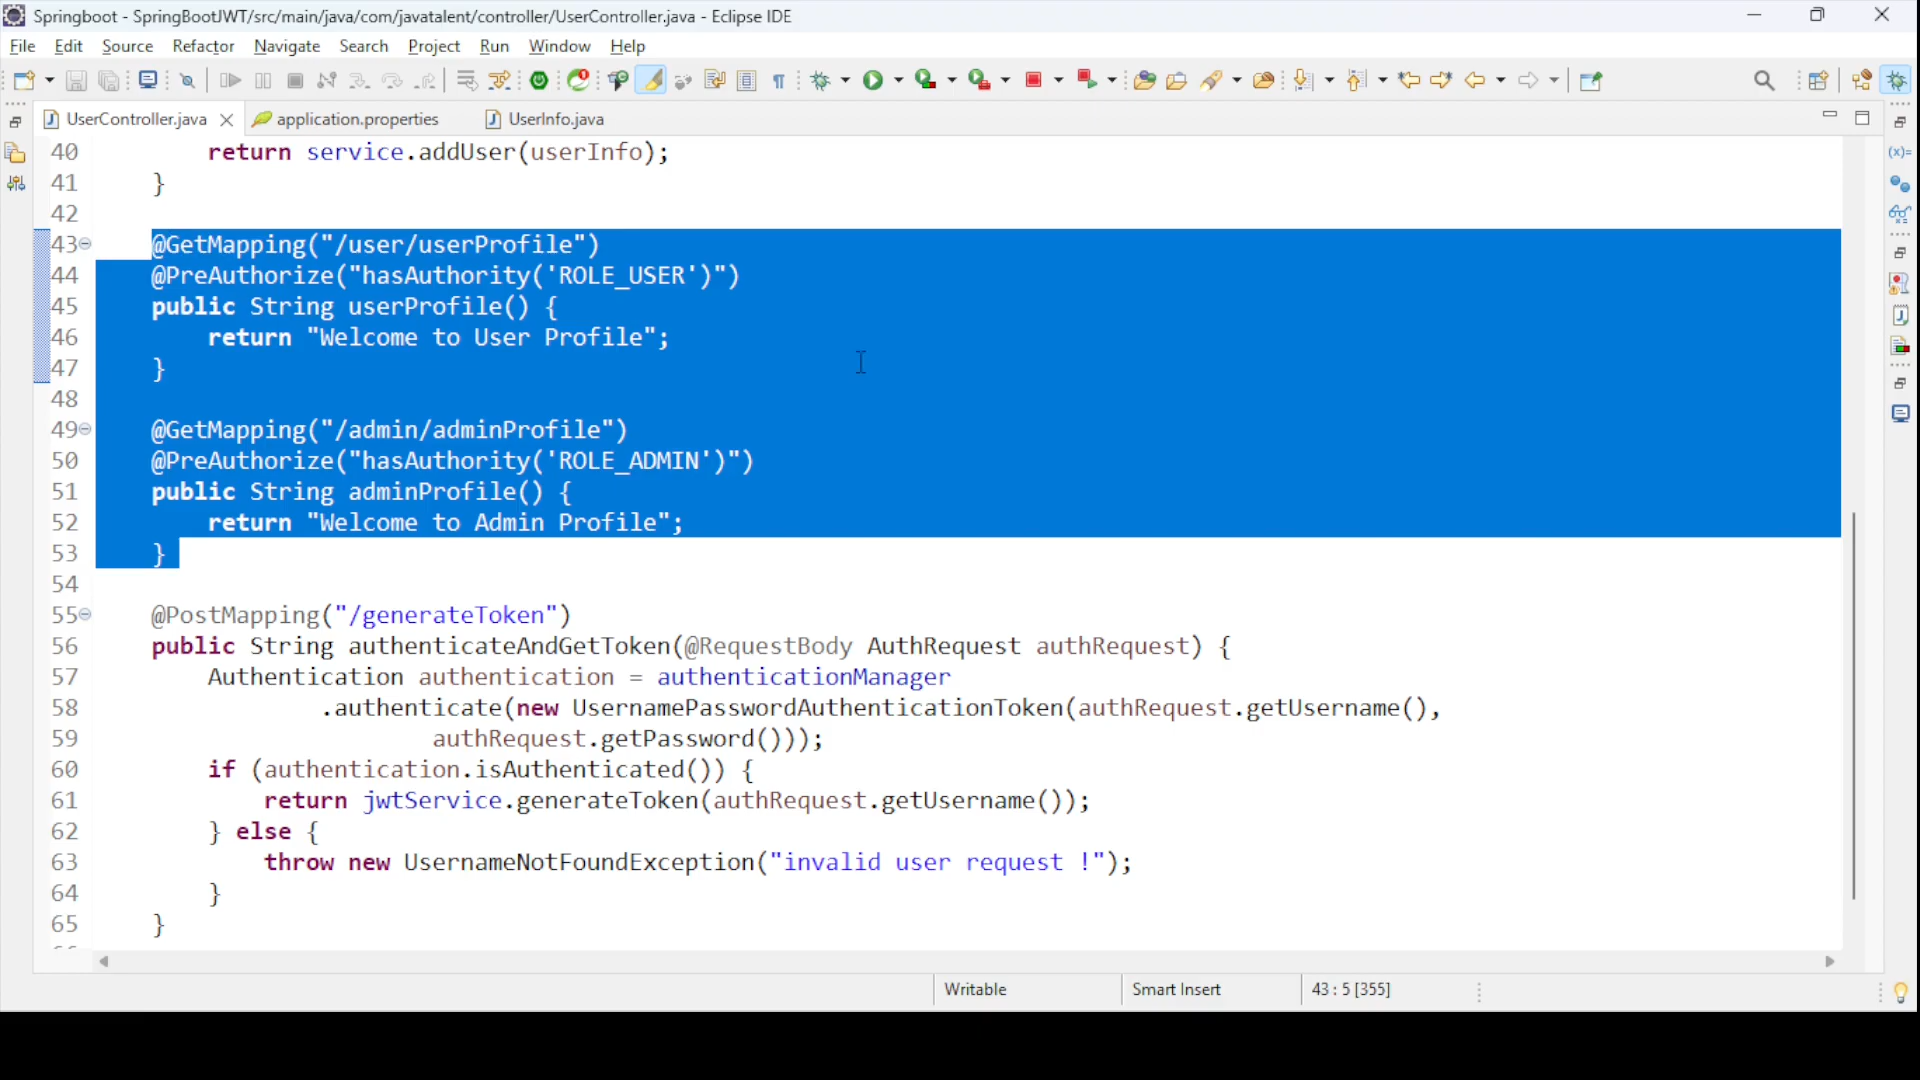 Springboot - SpringBootJWT/src/main/java/com/javatalent/controller/UserController.java - Eclipse IDE
File Edit Source Refactor Navigate Search Project Run Window Help
UserController.java application.properties UserInfo.java
40 return service.addUser(userInfo);
41 }
42
43 @GetMapping("/user/userProfile")
44 @PreAuthorize("hasAuthority('ROLE_USER')")
45 public String userProfile() {
46 return "Welcome to User Profile";
47 }
48
49 @GetMapping("/admin/adminProfile")
50 @PreAuthorize("hasAuthority('ROLE_ADMIN')")
51 public String adminProfile() {
52 return "Welcome to Admin Profile";
53 }
54
55 @PostMapping("/generateToken")
56 public String authenticateAndGetToken(@RequestBody AuthRequest authRequest) {
57 Authentication authentication = authenticationManager
58 .authenticate(new UsernamePasswordAuthenticationToken(authRequest.getUsername(),
59 authRequest.getPassword()));
60 if (authentication.isAuthenticated()) {
61 return jwtService.generateToken(authRequest.getUsername());
62 } else {
63 throw new UsernameNotFoundException("invalid user request !");
64 }
65 }
Writable Smart Insert 43 : 5 [355]